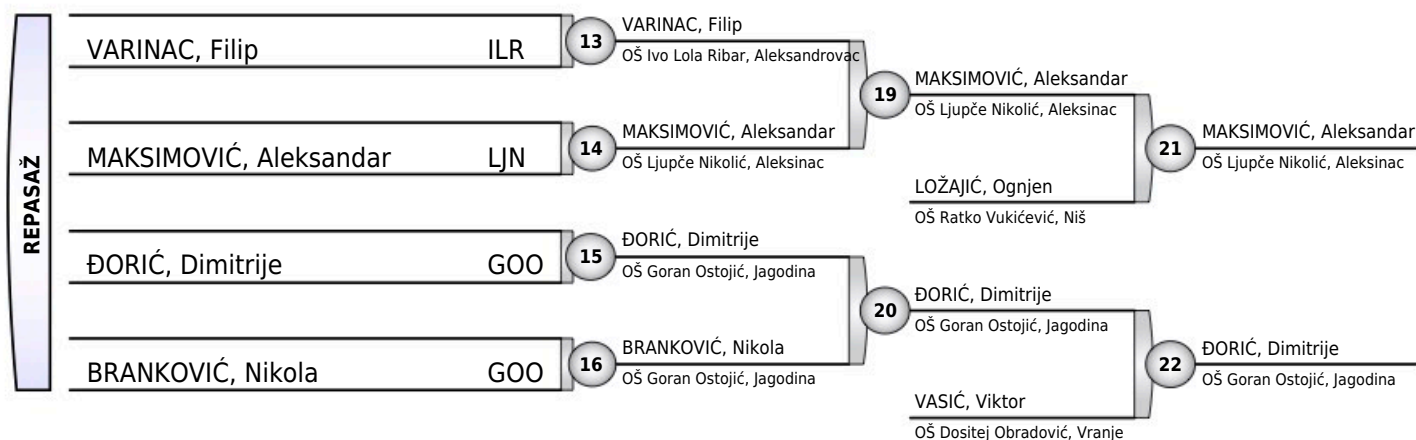 REPASAŽ
VARINAC, Filip ILR
MAKSIMOVIĆ, Aleksandar LJN
ĐORIĆ, Dimitrije GOO
BRANKOVIĆ, Nikola GOO
13
VARINAC, Filip
OŠ Ivo Lola Ribar, Aleksandrovac
14
MAKSIMOVIĆ, Aleksandar
OŠ Ljupče Nikolić, Aleksinac
15
ĐORIĆ, Dimitrije
OŠ Goran Ostojić, Jagodina
16
BRANKOVIĆ, Nikola
OŠ Goran Ostojić, Jagodina
19
MAKSIMOVIĆ, Aleksandar
OŠ Ljupče Nikolić, Aleksinac
LOŽAJIĆ, Ognjen
OŠ Ratko Vukićević, Niš
20
ĐORIĆ, Dimitrije
OŠ Goran Ostojić, Jagodina
VASIĆ, Viktor
OŠ Dositej Obradović, Vranje
21
MAKSIMOVIĆ, Aleksandar
OŠ Ljupče Nikolić, Aleksinac
22
ĐORIĆ, Dimitrije
OŠ Goran Ostojić, Jagodina